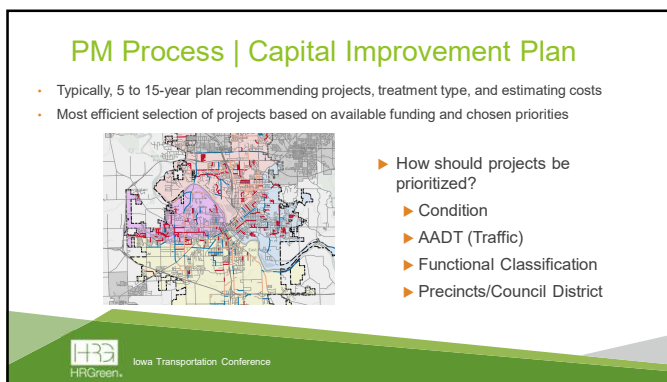 PM Process | Capital Improvement Plan
• Typically, 5 to 15-year plan recommending projects, treatment type, and estimating costs
• Most efficient selection of projects based on available funding and chosen priorities
▶ How should projects be
prioritized?
▶ Condition
▶ AADT (Traffic)
▶ Functional Classification
▶ Precincts/Council District
HRG
HRGreen.
Iowa Transportation Conference